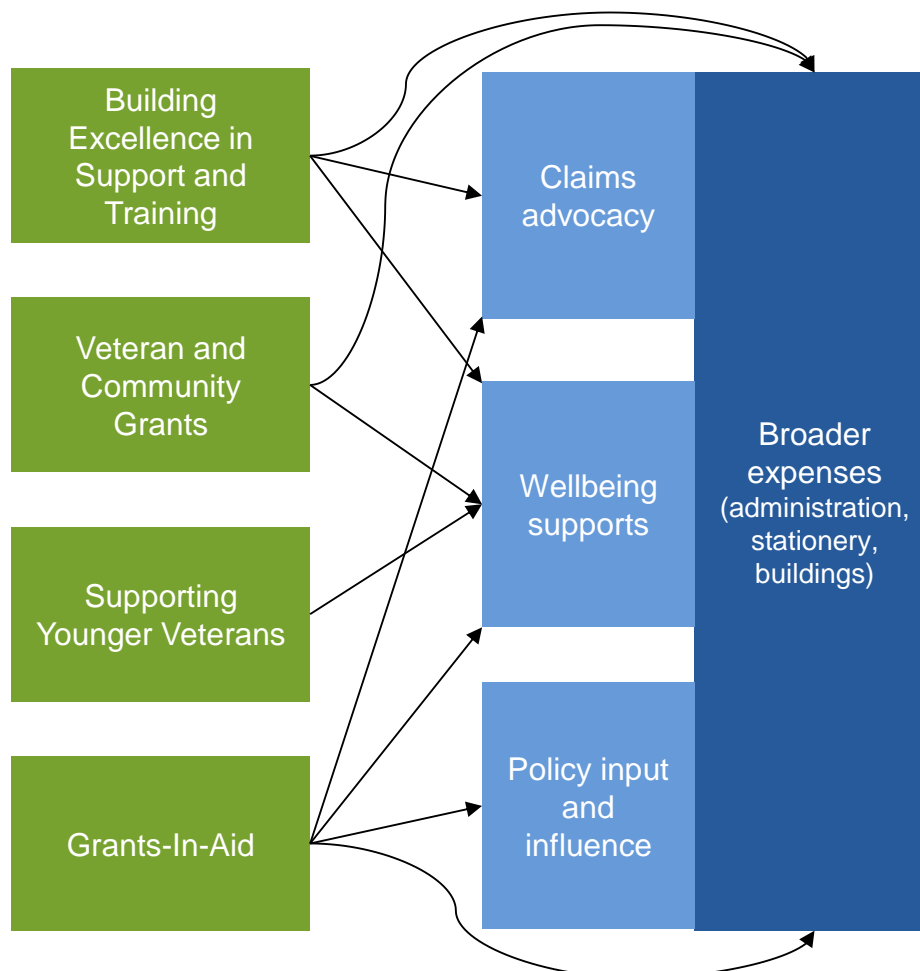 Building
Excellence in
Support and
Training
Veteran and
Community
Grants
Supporting
Younger Veterans
Grants-In-Aid
Claims
advocacy
Wellbeing
supports
Policy input
and
influence
Broader
expenses
(administration,
stationery,
buildings)